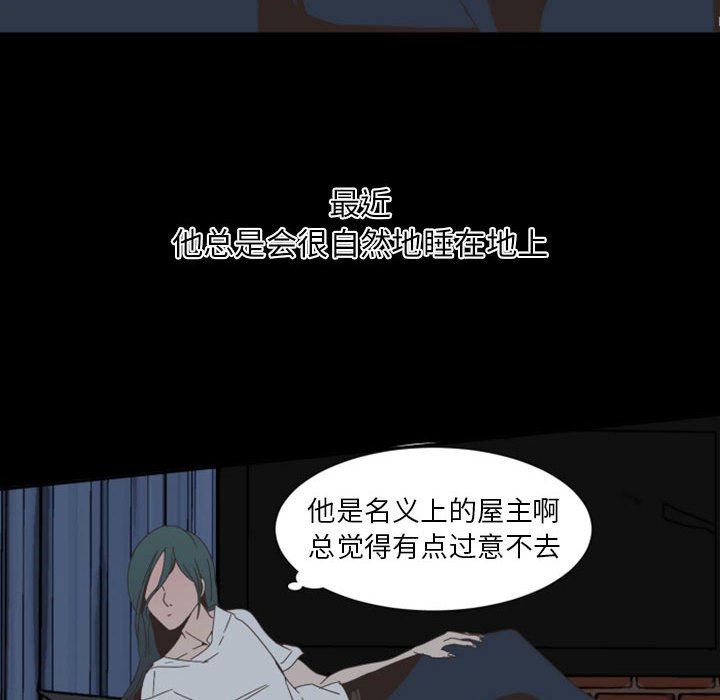 最近
他总是会很自然地睡在地上
他是名义上的屋主啊
总觉得有点过意不去